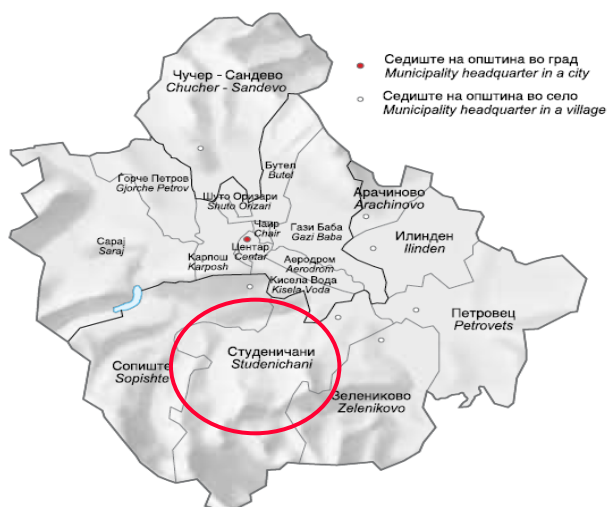 Седиште на општина во град
Municipality headquarter in a city
Седиште на општина во село
Municipality headquarter in a village
Чучер - Сандево
Chucher - Sandevo
Бутел
Butel
Ѓорче Петров
Gjorche Petrov
Шуто Оризари
Shuto Orizari
Арачиново
Arachinovo
Чаир
Chair
Гази Баба
Gazi Baba
Илинден
Ilinden
Сарај
Saraj
Карпош
Karposh
Центар
Centar
Аеродром
Aerodrom
Кисела Вода
Kisela Voda
Петровец
Petrovets
Сопиште
Sopishte
Студеничани
Studenichani
Зелениково
Zelenikovo